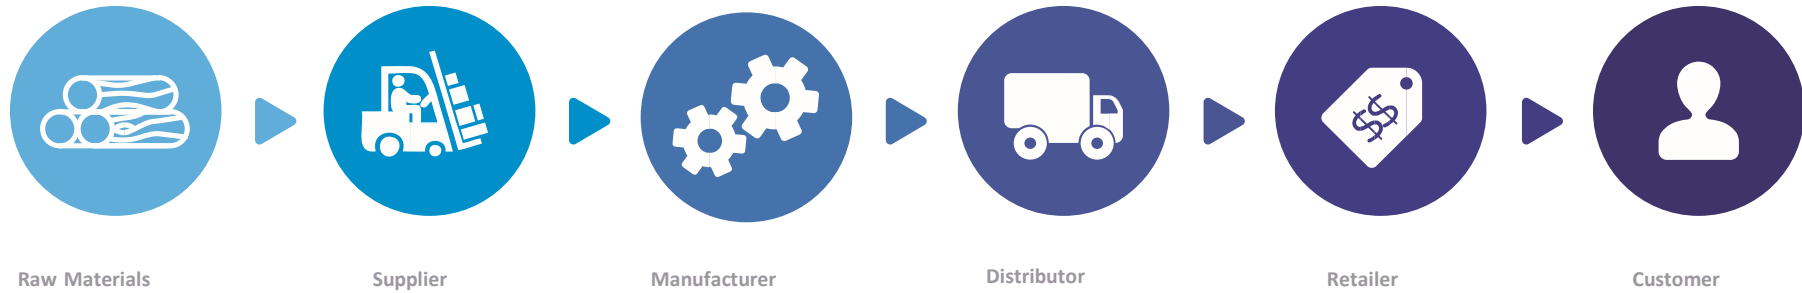 $$
Raw Materials
Supplier
Manufacturer
Distributor
Retailer
Customer